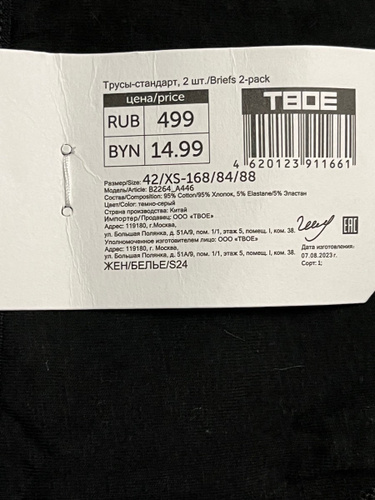 Трусы-стандарт, 2 шт./Briefs 2-pack
цена/price
RUB 499
BYN 14.99
ТВОЕ
4 620123 911661
Размер/Size: 42/XS-168/84/88
Модель/Article: B2264_A446
Состав/Composition: 95% Cotton/95% Хлопок, 5% Elastane/5% Эластан
Цвет/Color: темно-серый
Страна производства: Китай
Импортер/Продавец: ООО «ТВОЕ»
Адрес: 119180, г.Москва,
ул. Большая Полянка, д. 51А/9, пом. 1/1, этаж 5, помещ. I, ком. 38.
Уполномоченное изготовителем лицо: ООО «ТВОЕ»
Адрес: 119180, г. Москва,
ул. Большая Полянка, д. 51А/9, пом. 1/1, этаж 5, помещ. I, ком. 38.
ЖЕН/БЕЛЬЕ/S24
EAC
Дата изготовления:
07.08.2023г.
Сорт: 1;